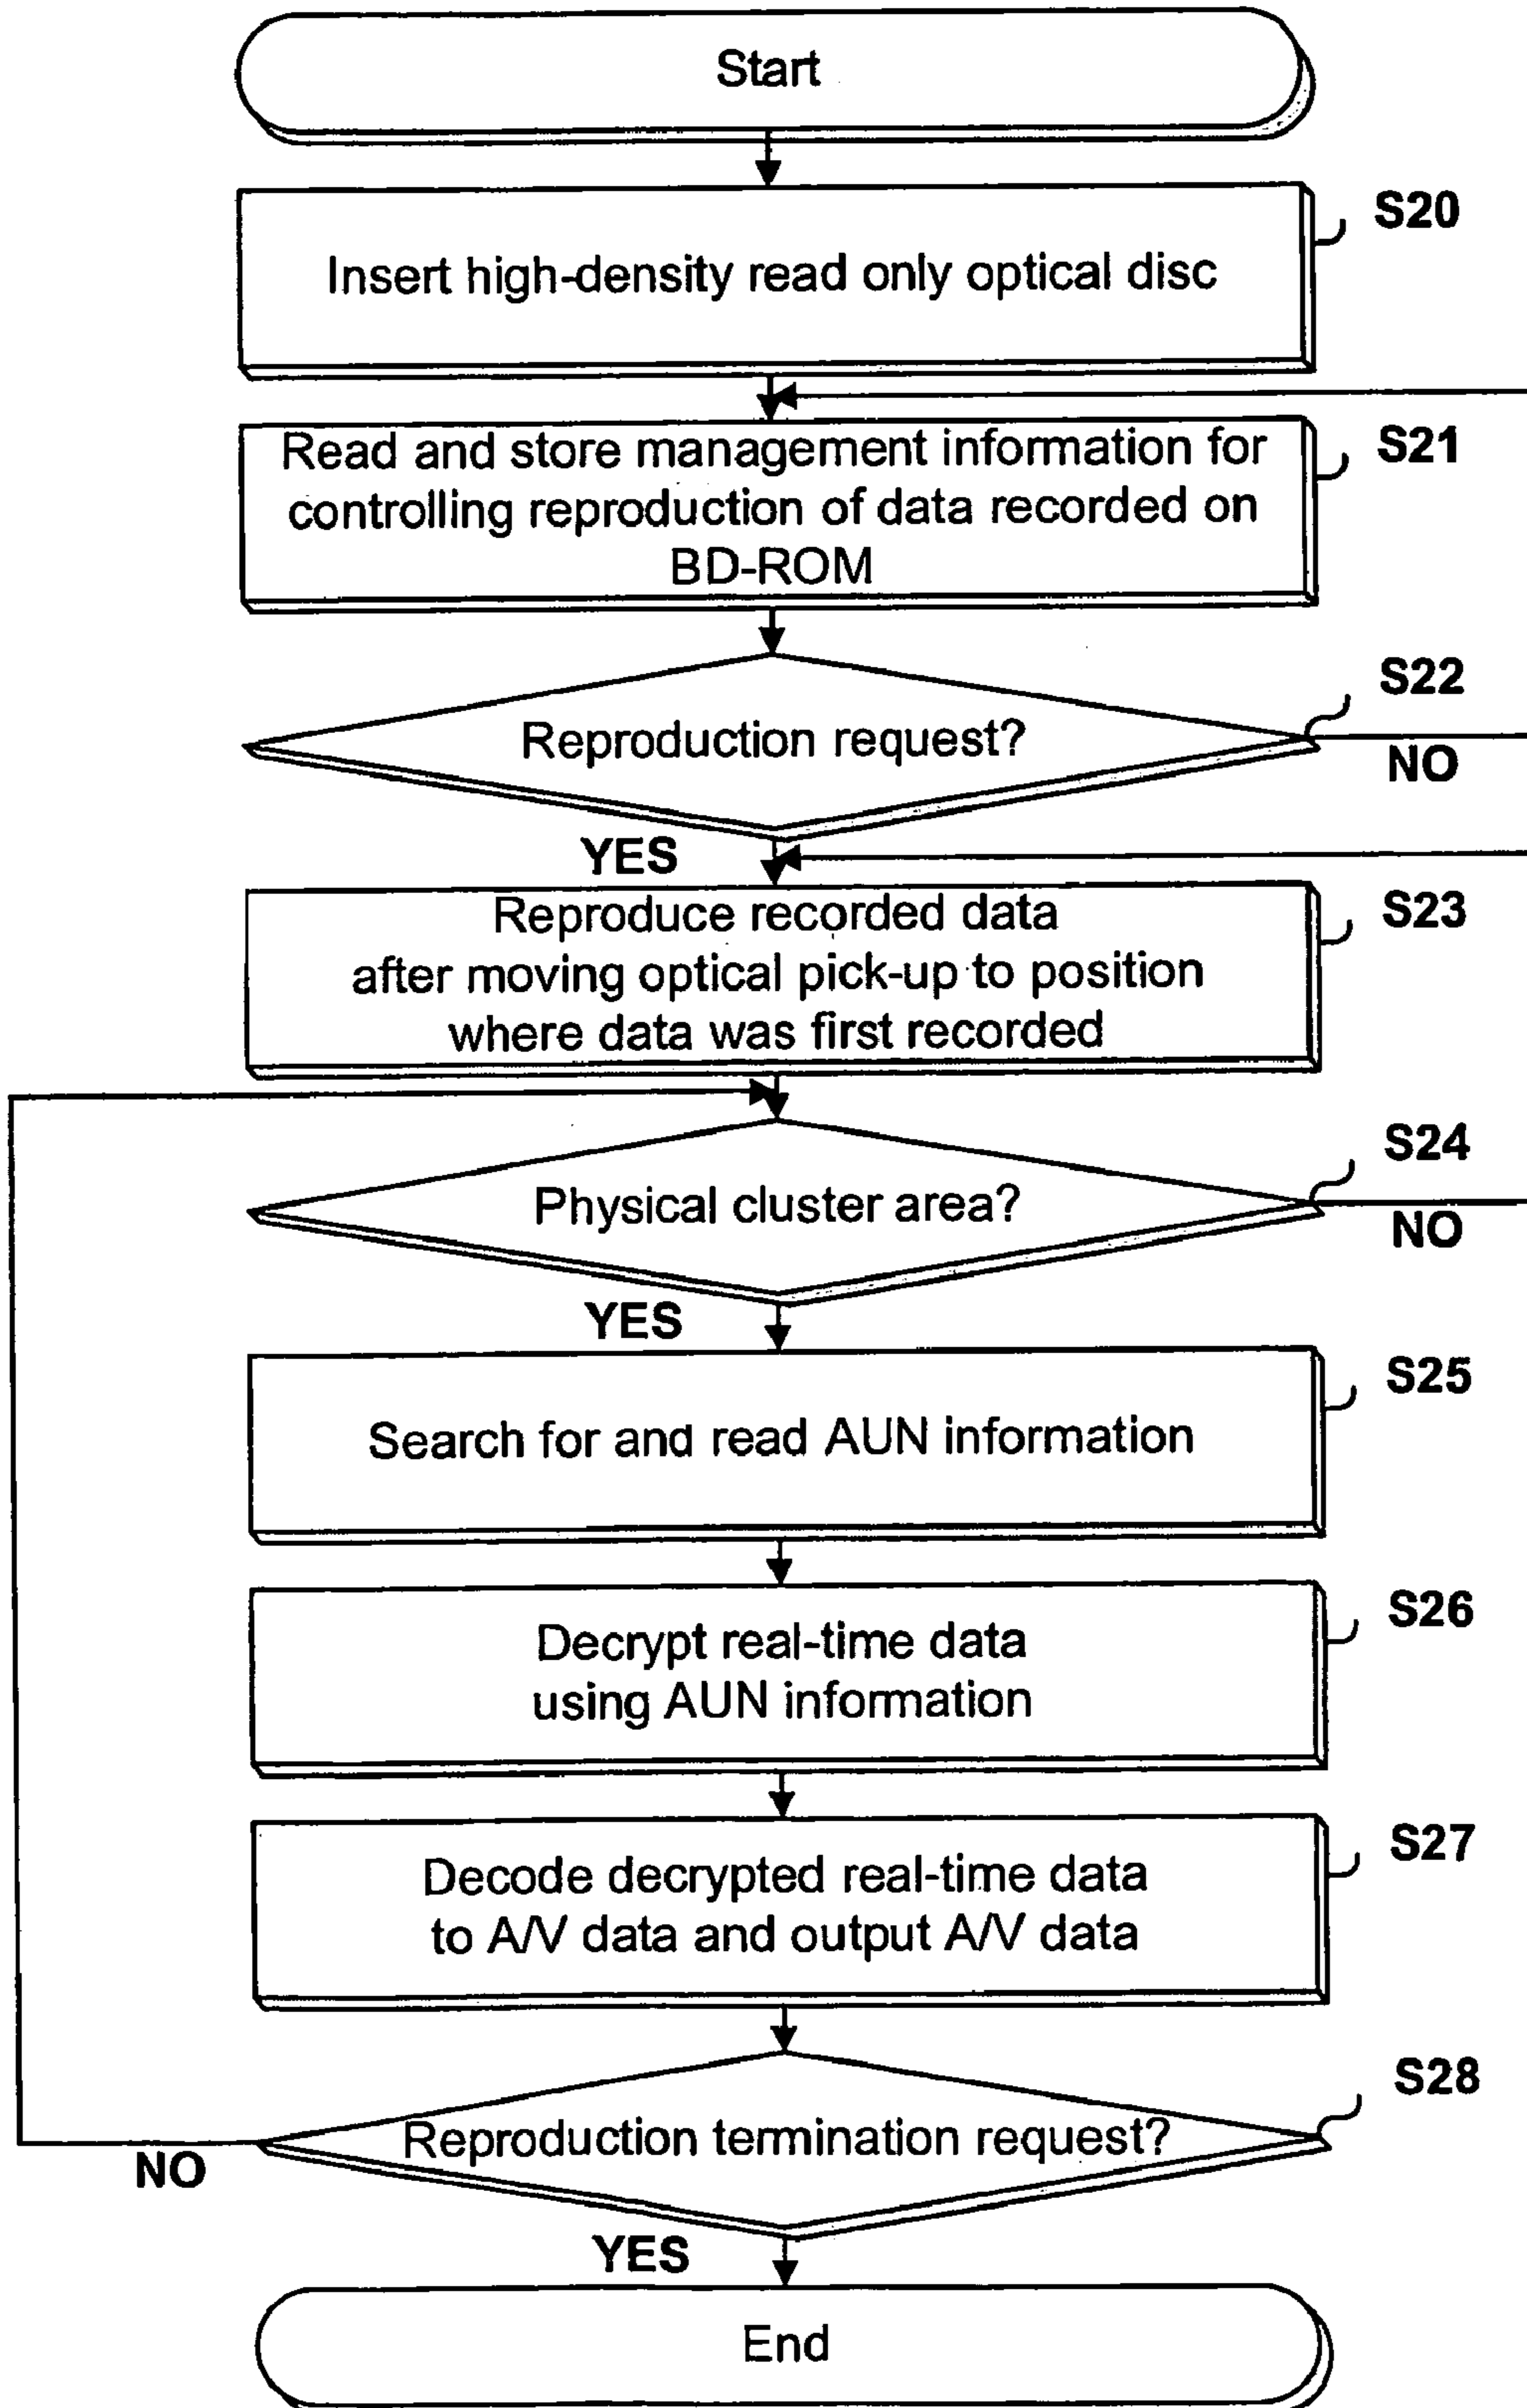 Start
S20
Insert high-density read only optical disc
S21
Read and store management information for
controlling reproduction of data recorded on
BD-ROM
S22
Reproduction request?
NO
YES
S23
Reproduce recorded data
after moving optical pick-up to position
where data was first recorded
S24
Physical cluster area?
NO
YES
S25
Search for and read AUN information
S26
Decrypt real-time data
using AUN information
S27
Decode decrypted real-time data
to A/V data and output A/V data
S28
Reproduction termination request?
NO
YES
End